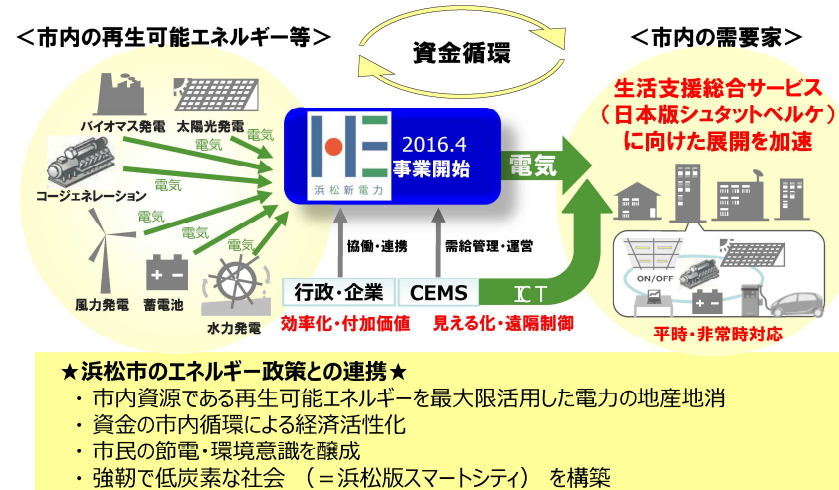 ＜市内の再生可能エネルギー等＞
資金循環
＜市内の需要家＞
バイオマス発電
太陽光発電
コージェネレーション
風力発電
蓄電池
水力発電
電気
電気
電気
電気
電気
浜松新電力
2016.4
事業開始
電気
協働・連携
需給管理・運営
行政・企業
CEMS
ICT
効率化・付加価値
見える化・遠隔制御
生活支援総合サービス
（日本版シュタットベルケ）
に向けた展開を加速
ON/OFF
平時・非常時対応
★浜松市のエネルギー政策との連携★
・ 市内資源である再生可能エネルギーを最大限活用した電力の地産地消
・ 資金の市内循環による経済活性化
・ 市民の節電・環境意識を醸成
・ 強靭で低炭素な社会 （＝浜松版スマートシティ） を構築